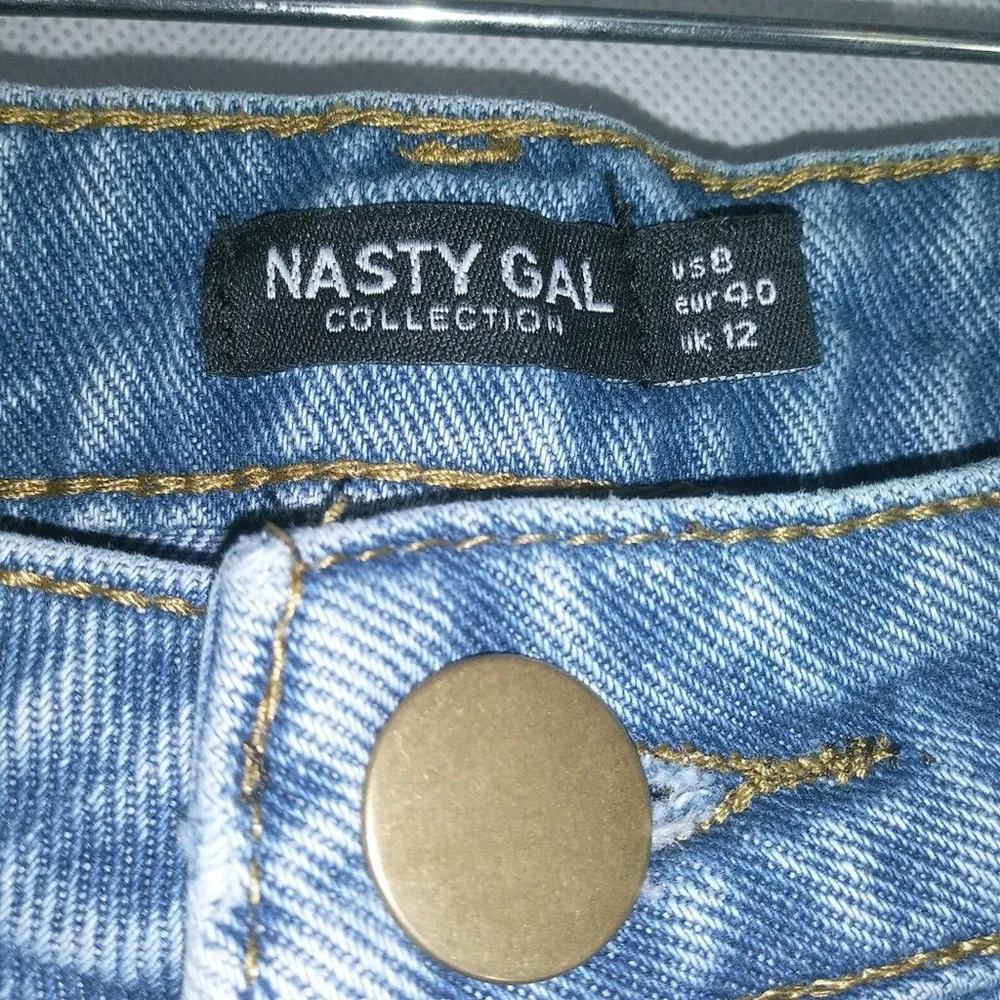 NASTY GAL
COLLECTION
us 8
eur 40
uk 12